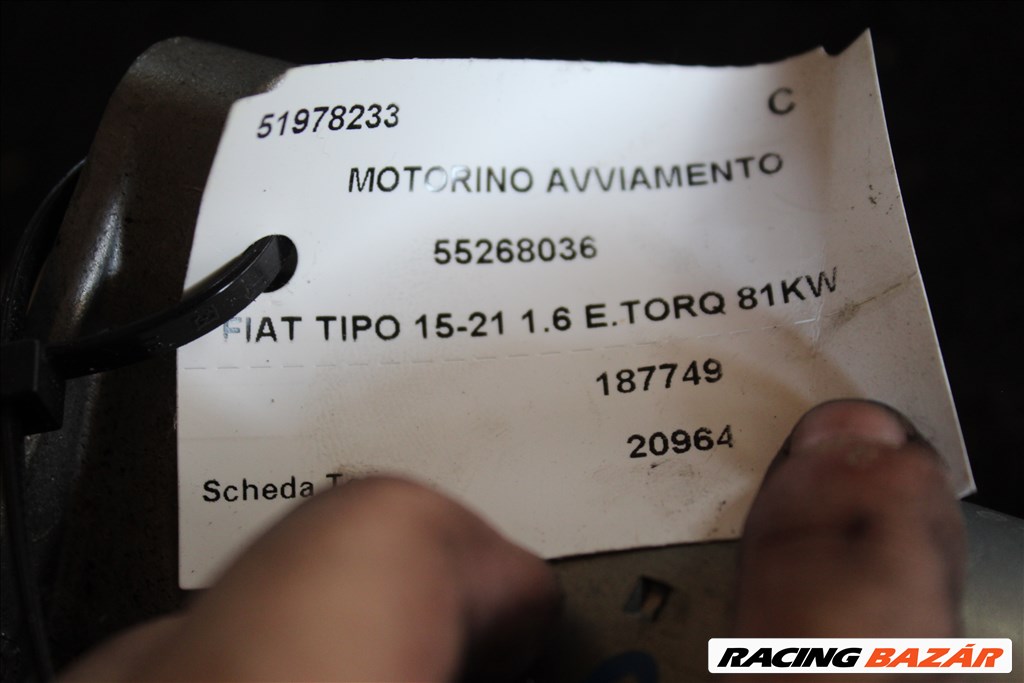 51978233 C
MOTORINO AVVIAMENTO
55268036
FIAT TIPO 15-21 1.6 E.TORQ 81KW
187749
20964
Scheda
RACING BAZÁR